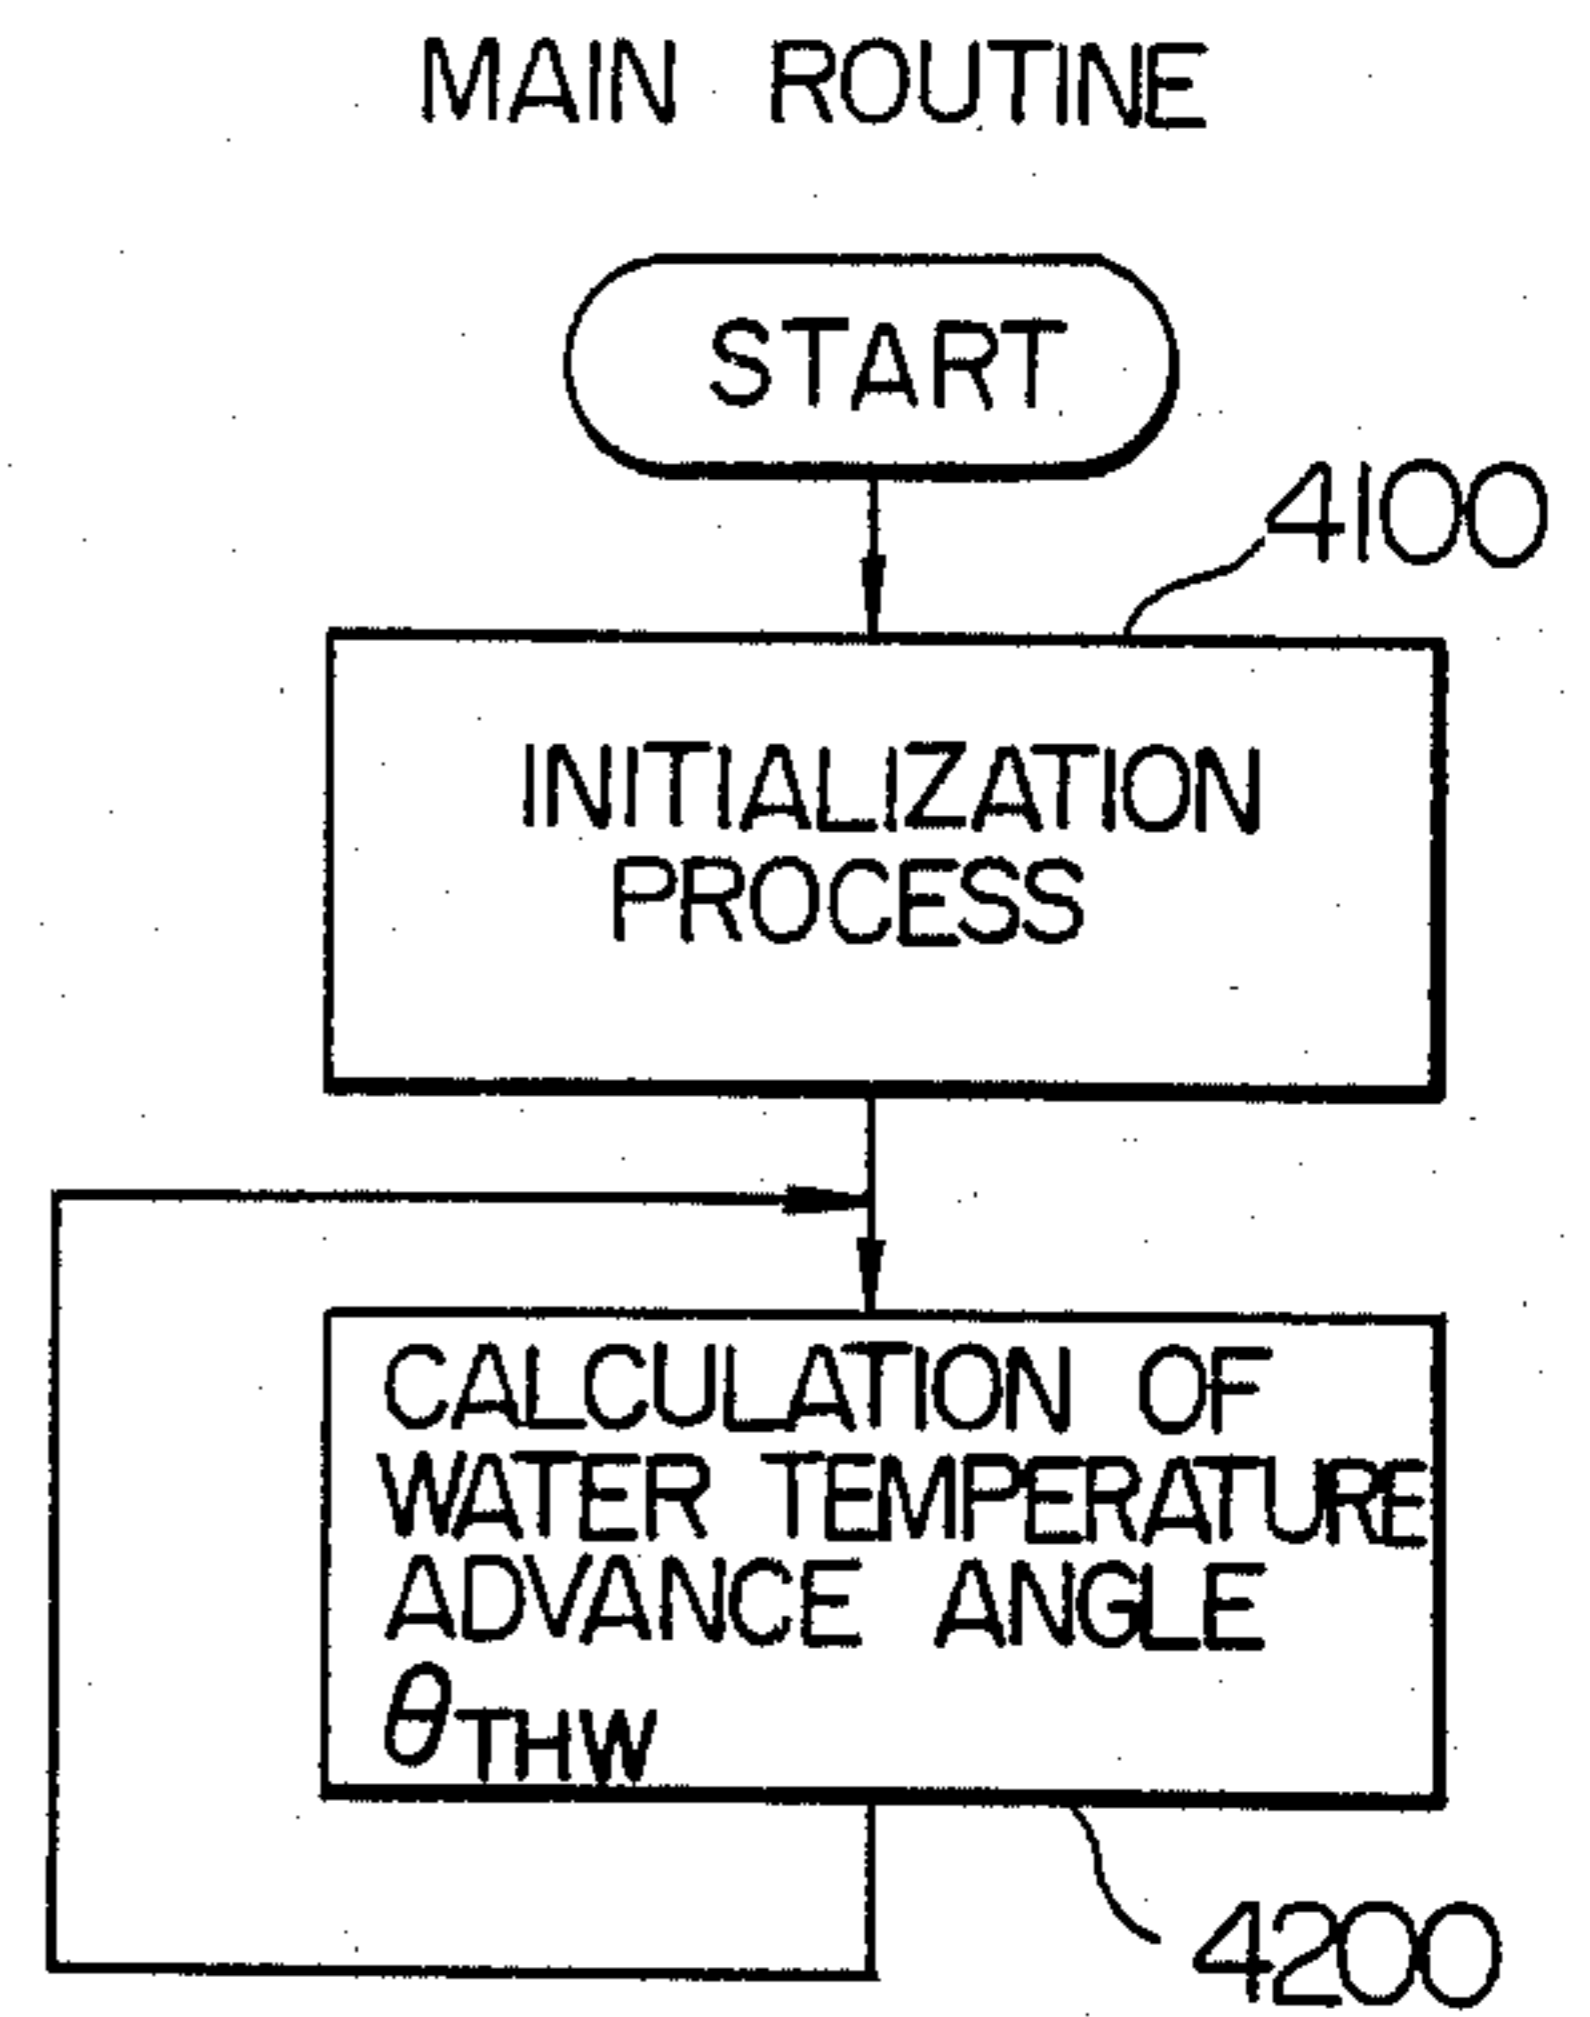 MAIN ROUTINE
START
4100
INITIALIZATION
PROCESS
CALCULATION OF
WATER TEMPERATURE
ADVANCE ANGLE
θTHW
4200